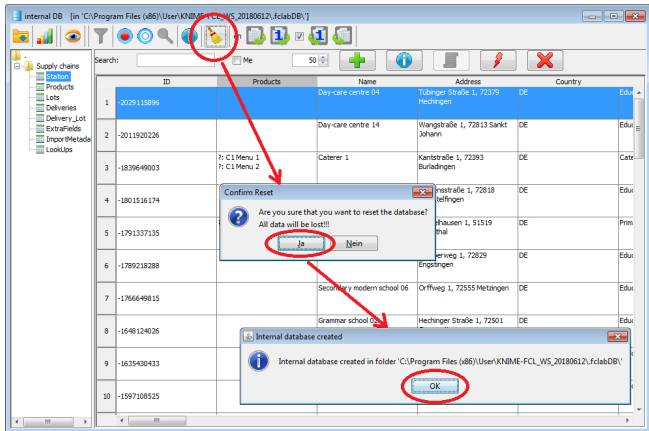 internal DB [in 'C:\Program Files (x86)\User\KNIME-FCL_WS_20180612\.fclabDB\']
Supply chains
Station
Products
Lots
Deliveries
Delivery_Lot
ExtraFields
ImportMetada
LookUps
Search:
Me
50
ID Products Name Address Country
1 -2029115896 Day-care centre 04 Tübinger Straße 1, 72379 DE Educ
Hechingen
2 -2011920226 Day-care centre 14 Wangstraße 1, 72813 Sankt DE Educ
Johann
3 -1839649003 ?: C1 Menu 1 Caterer 1 Kantstraße 1, 72393 DE Cate
?: C1 Menu 2 Burladingen
4 -1801516174 nsstraße 1, 72818 DE Educ
telfingen
5 -1791337135 elhausen 1, 51519 DE Prim
thal
6 -1789218288 erweg 1, 72829 DE Educ
Engstingen
7 -1766649815 Secondary modern school 06 Orffweg 1, 72555 Metzingen DE Educ
8 -1648124026 Grammar school 02 Hechinger Straße 1, 72501 DE Educ
9 -1635430433
10 -1597108525
Confirm Reset
Are you sure that you want to reset the database?
All data will be lost!!!
Ja Nein
Internal database created
Internal database created in folder 'C:\Program Files (x86)\User\KNIME-FCL_WS_20180612\.fclabDB\'
OK